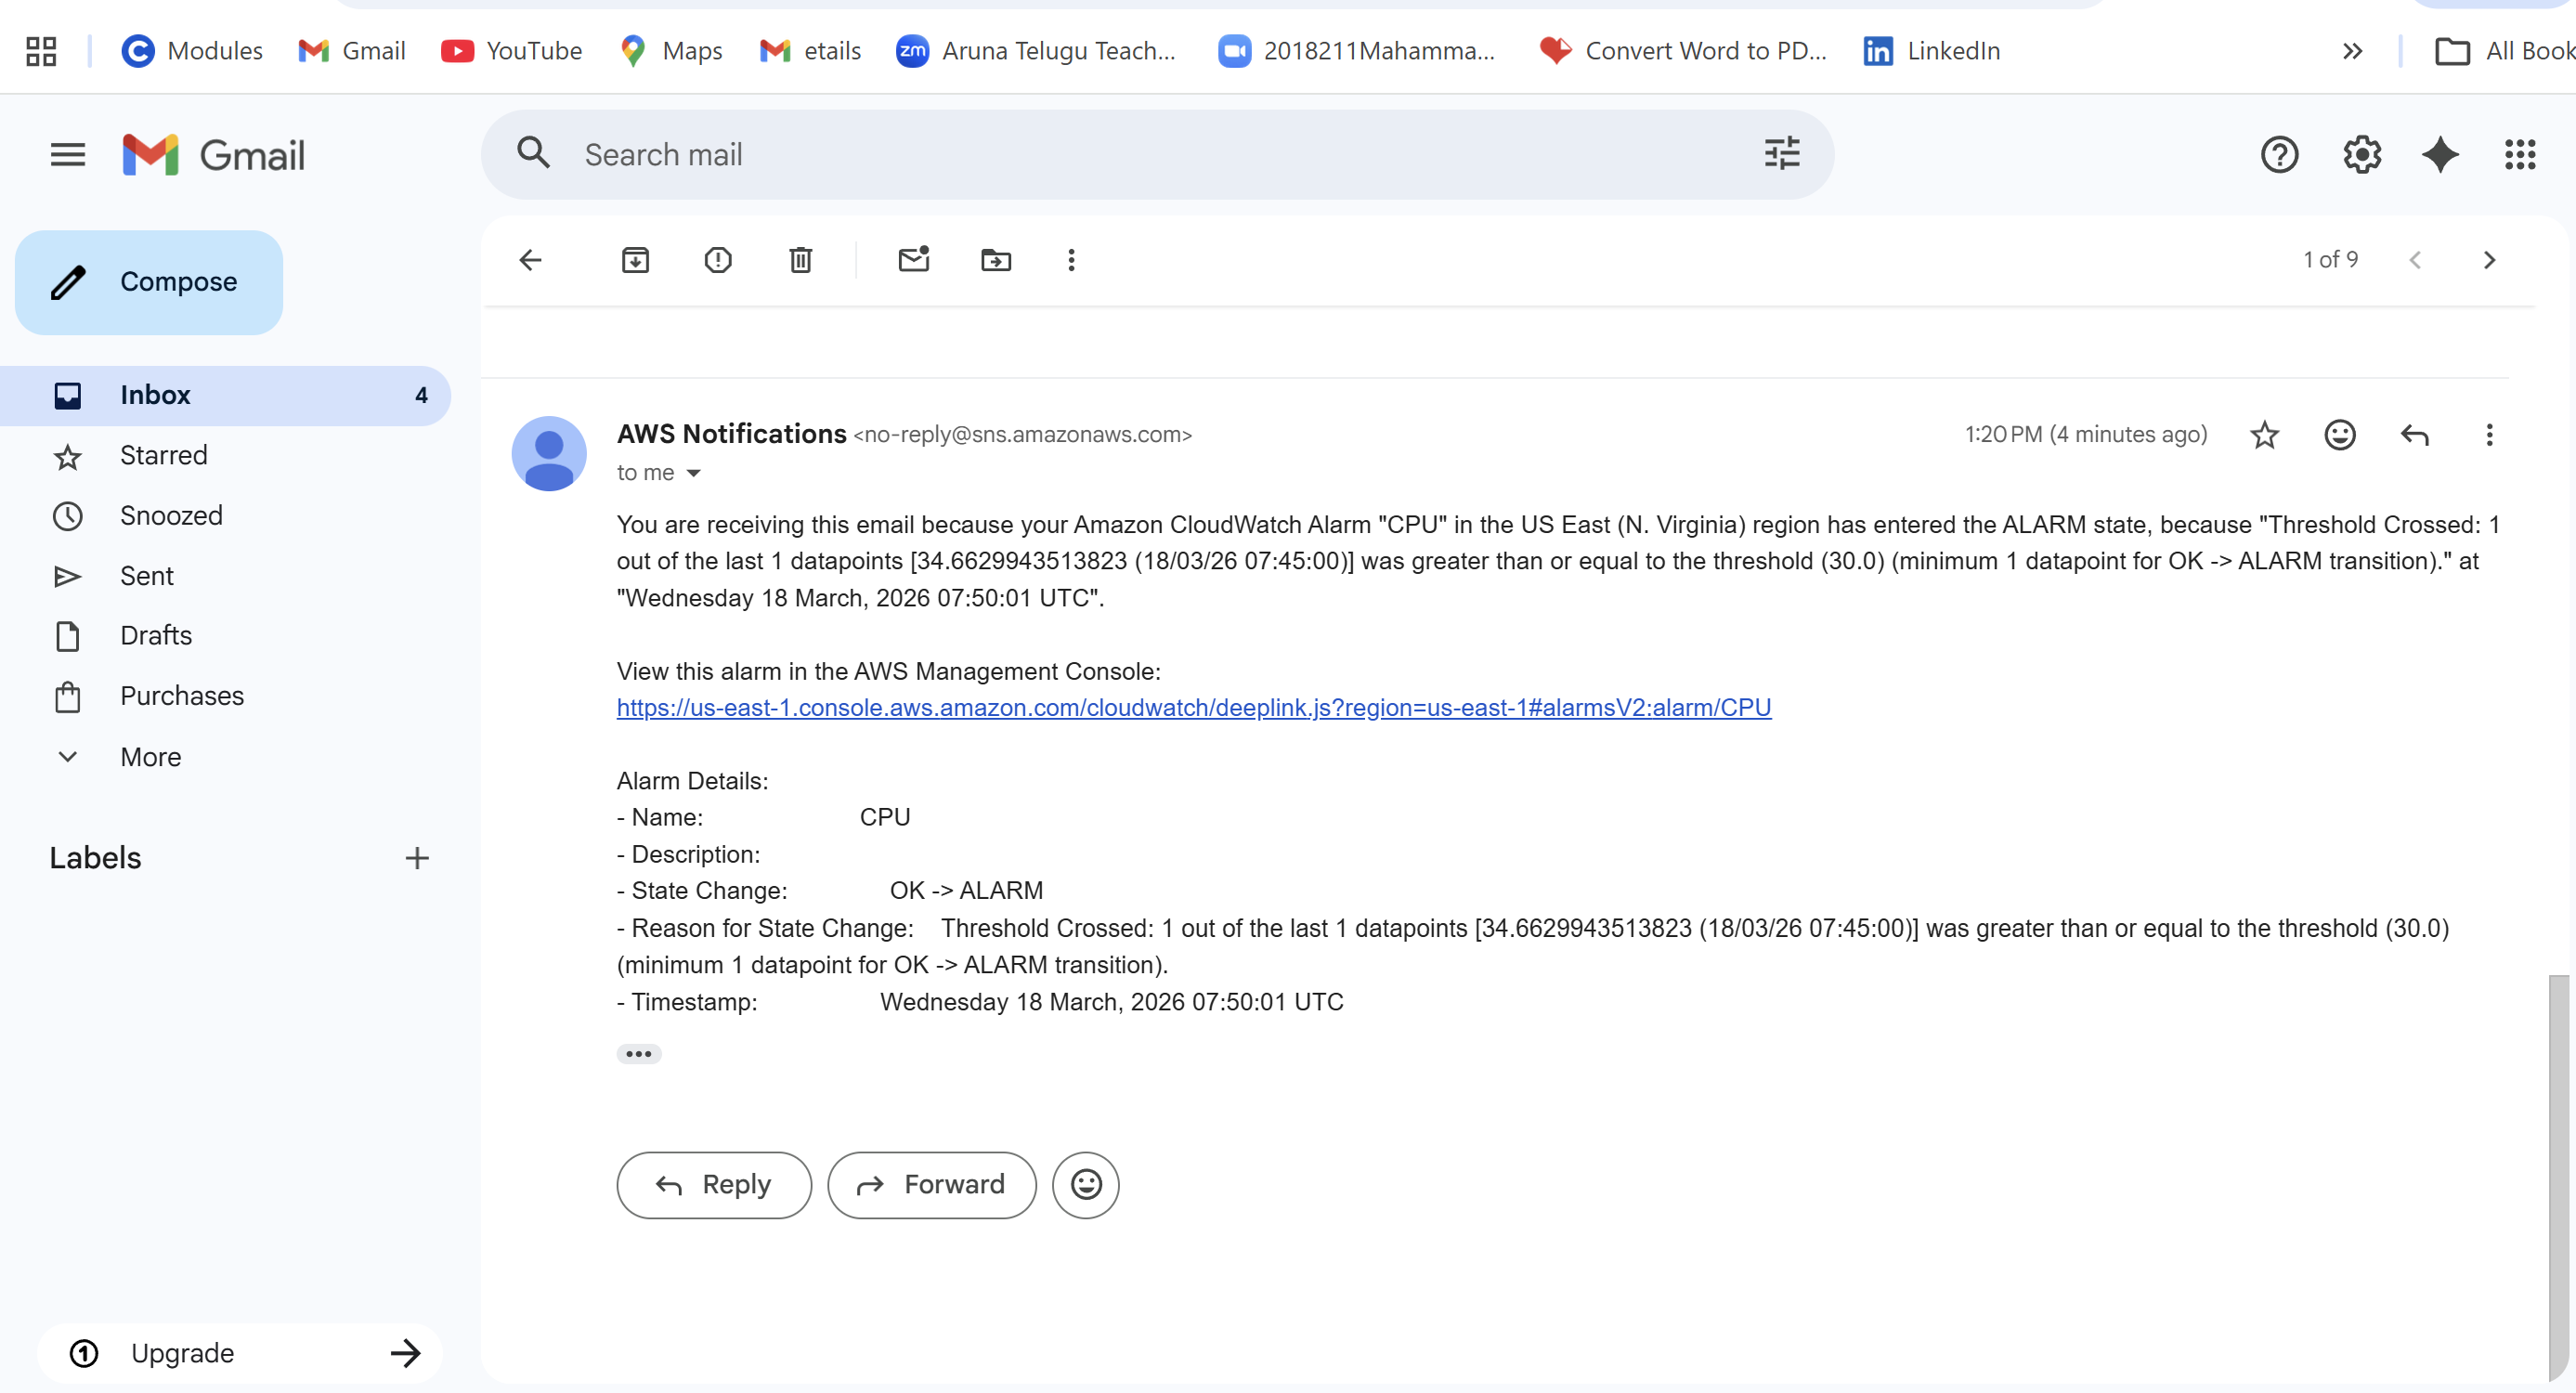 Modules Gmail YouTube Maps etails zm Aruna Telugu Teach... 2018211Mahamma... Convert Word to PD... in LinkedIn All Book
Gmail
Search mail
Compose
1 of 9
Inbox 4
Starred
Snoozed
Sent
Drafts
Purchases
More
Labels
AWS Notifications <no-reply@sns.amazonaws.com> 1:20 PM (4 minutes ago)
to me
You are receiving this email because your Amazon CloudWatch Alarm "CPU" in the US East (N. Virginia) region has entered the ALARM state, because "Threshold Crossed: 1
out of the last 1 datapoints [34.6629943513823 (18/03/26 07:45:00)] was greater than or equal to the threshold (30.0) (minimum 1 datapoint for OK -> ALARM transition)." at
"Wednesday 18 March, 2026 07:50:01 UTC".
View this alarm in the AWS Management Console:
https://us-east-1.console.aws.amazon.com/cloudwatch/deeplink.js?region=us-east-1#alarmsV2:alarm/CPU
Alarm Details:
- Name: CPU
- Description:
- State Change: OK -> ALARM
- Reason for State Change: Threshold Crossed: 1 out of the last 1 datapoints [34.6629943513823 (18/03/26 07:45:00)] was greater than or equal to the threshold (30.0)
(minimum 1 datapoint for OK -> ALARM transition).
- Timestamp: Wednesday 18 March, 2026 07:50:01 UTC
Reply Forward
1 Upgrade